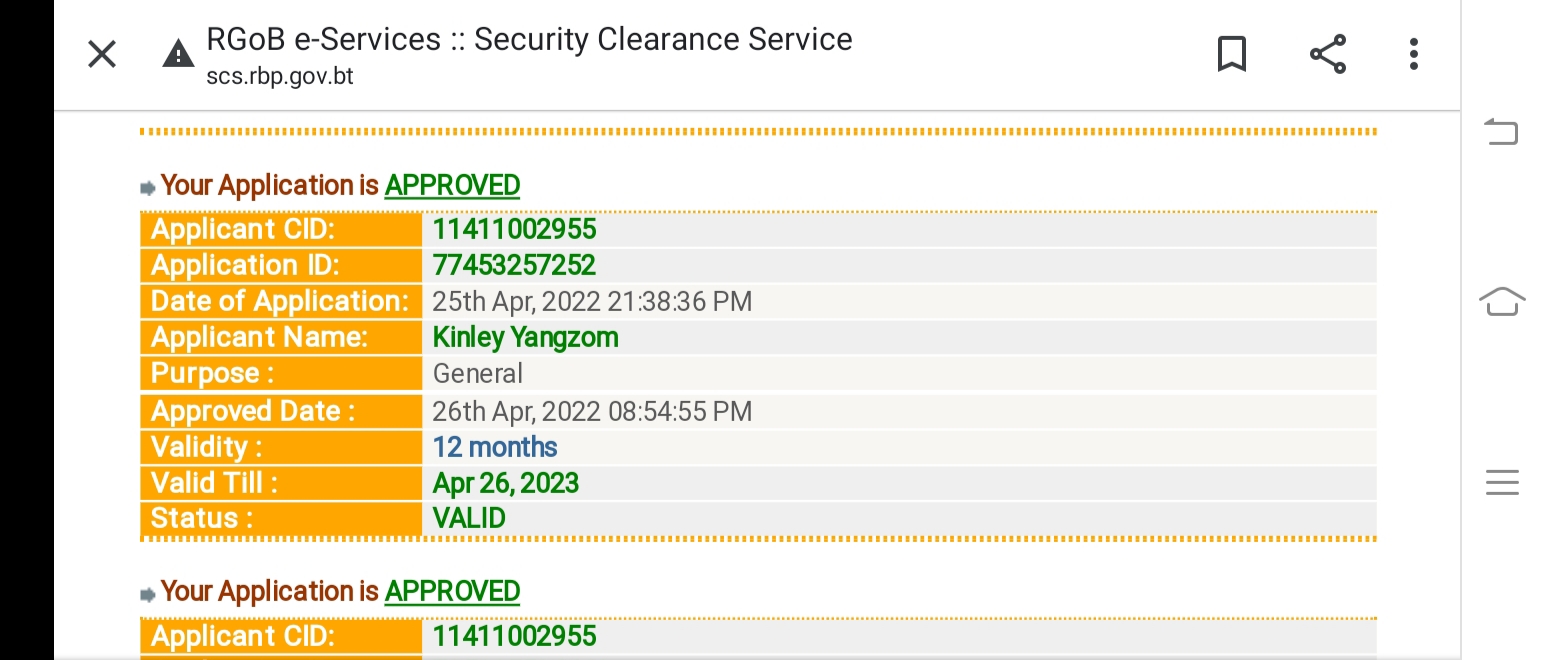 RGoB e-Services :: Security Clearance Service
scs.rbp.gov.bt
Your Application is APPROVED
Applicant CID: 11411002955
Application ID: 77453257252
Date of Application: 25th Apr, 2022 21:38:36 PM
Applicant Name: Kinley Yangzom
Purpose : General
Approved Date : 26th Apr, 2022 08:54:55 PM
Validity : 12 months
Valid Till : Apr 26, 2023
Status : VALID
Your Application is APPROVED
Applicant CID: 11411002955